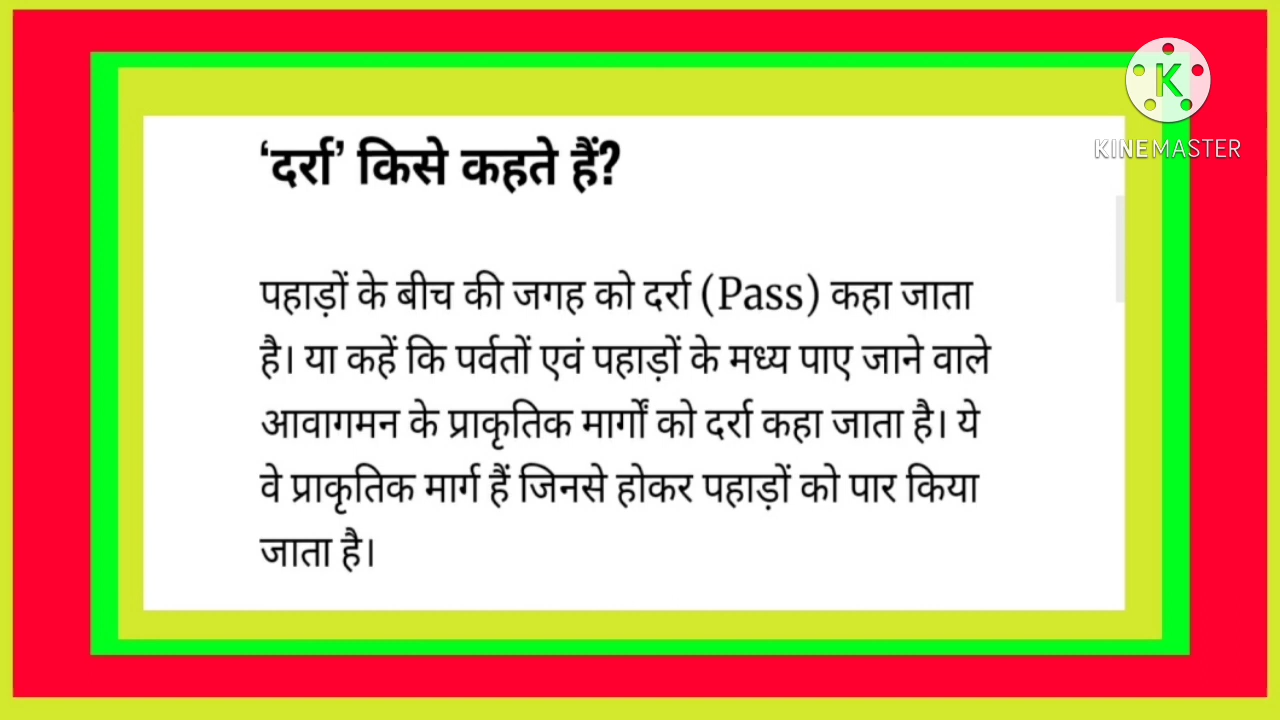 ‘दर्रा’ किसे कहते हैं?
पहाड़ों के बीच की जगह को दर्रा (Pass) कहा जाता
है। या कहें कि पर्वतों एवं पहाड़ों के मध्य पाए जाने वाले
आवागमन के प्राकृतिक मार्गों को दर्रा कहा जाता है। ये
वे प्राकृतिक मार्ग हैं जिनसे होकर पहाड़ों को पार किया
जाता है।
K
KINEMASTER